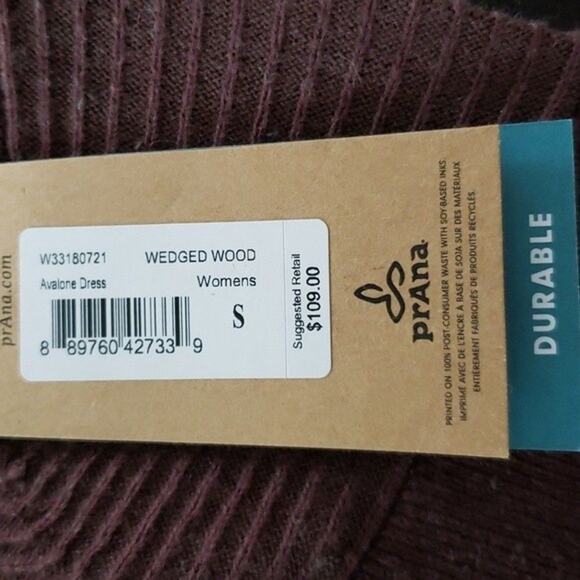 prAna.com
W33180721 WEDGED WOOD
Avalone Dress Womens
S
8 89760 42733 9
Suggested Retail
$109.00
prAna
PRINTED ON 100% POST-CONSUMER WASTE WITH SOY-BASED INKS.
IMPRIMÉ AVEC DE L'ENCRE A BASE DE SOJA SUR DES MATÉRIAUX
ENTIÈREMENT FABRIQUÉS DE PRODUITS RECYCLÉS.
DURABLE